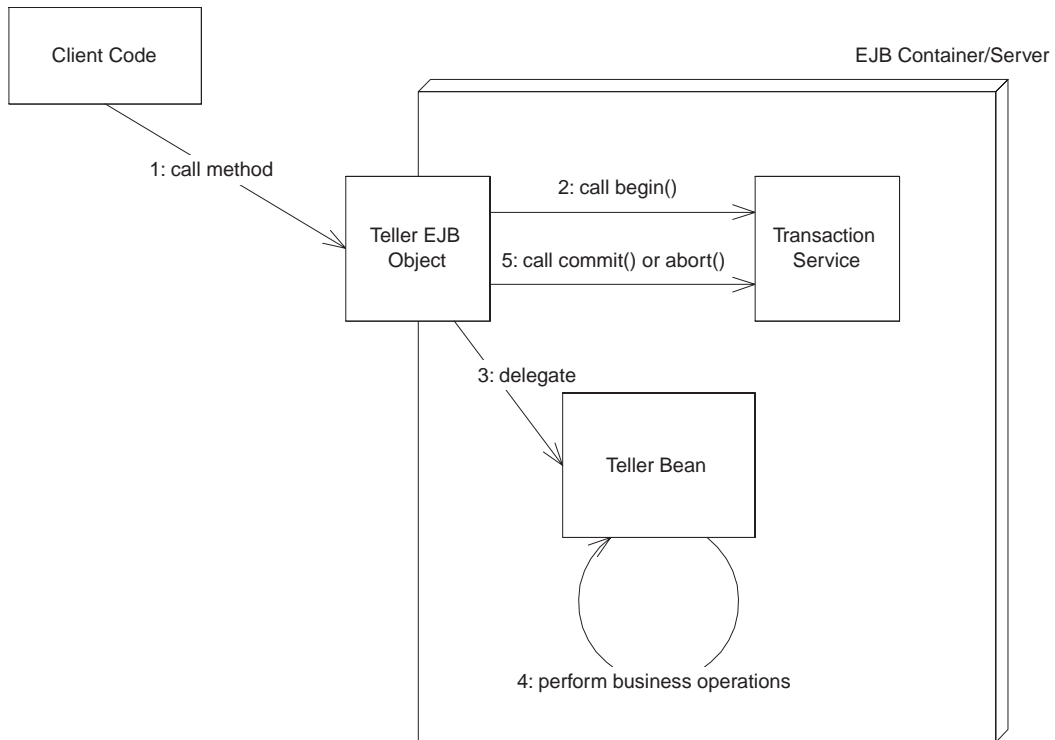 Client Code
EJB Container/Server
1: call method
2: call begin()
Teller EJB
Object
Transaction
Service
5: call commit() or abort()
3: delegate
Teller Bean
4: perform business operations